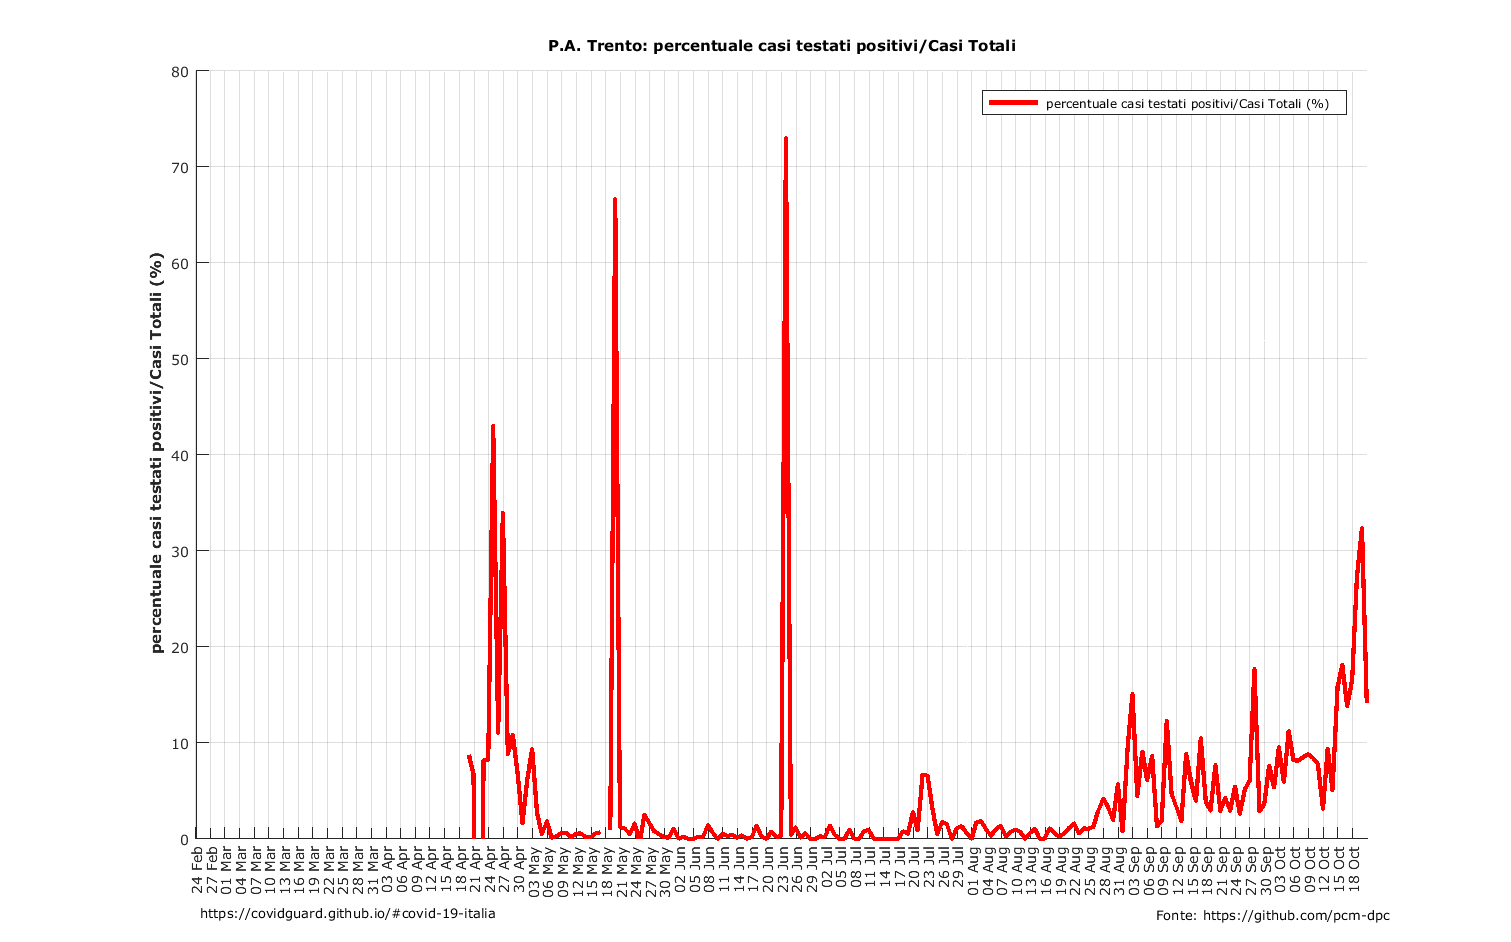 P.A. Trento: percentuale casi testati positivi/Casi Totali
percentuale casi testati positivi/Casi Totali (%)
percentuale casi testati positivi/Casi Totali (%)
80
70
60
50
40
30
20
10
0
24 Feb
27 Feb
01 Mar
04 Mar
07 Mar
10 Mar
13 Mar
16 Mar
19 Mar
22 Mar
25 Mar
28 Mar
31 Mar
03 Apr
06 Apr
09 Apr
12 Apr
15 Apr
18 Apr
21 Apr
24 Apr
27 Apr
30 Apr
03 May
06 May
09 May
12 May
15 May
18 May
21 May
24 May
27 May
30 May
02 Jun
05 Jun
08 Jun
11 Jun
14 Jun
17 Jun
20 Jun
23 Jun
26 Jun
29 Jun
02 Jul
05 Jul
08 Jul
11 Jul
14 Jul
17 Jul
20 Jul
23 Jul
26 Jul
29 Jul
01 Aug
04 Aug
07 Aug
10 Aug
13 Aug
16 Aug
19 Aug
22 Aug
25 Aug
28 Aug
31 Aug
03 Sep
06 Sep
09 Sep
12 Sep
15 Sep
18 Sep
21 Sep
24 Sep
27 Sep
30 Sep
03 Oct
06 Oct
09 Oct
12 Oct
15 Oct
18 Oct
https://covidguard.github.io/#covid-19-italia
Fonte: https://github.com/pcm-dpc